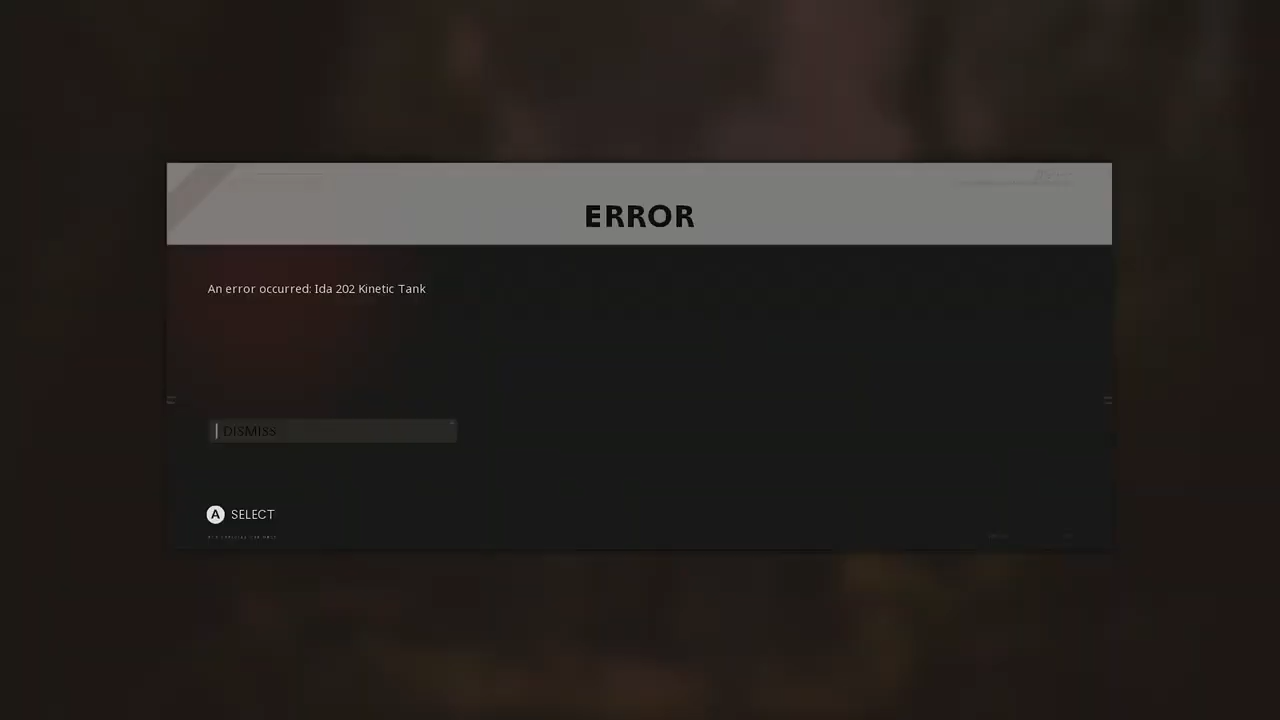 ERROR
An error occurred: Ida 202 Kinetic Tank
DISMISS
A SELECT